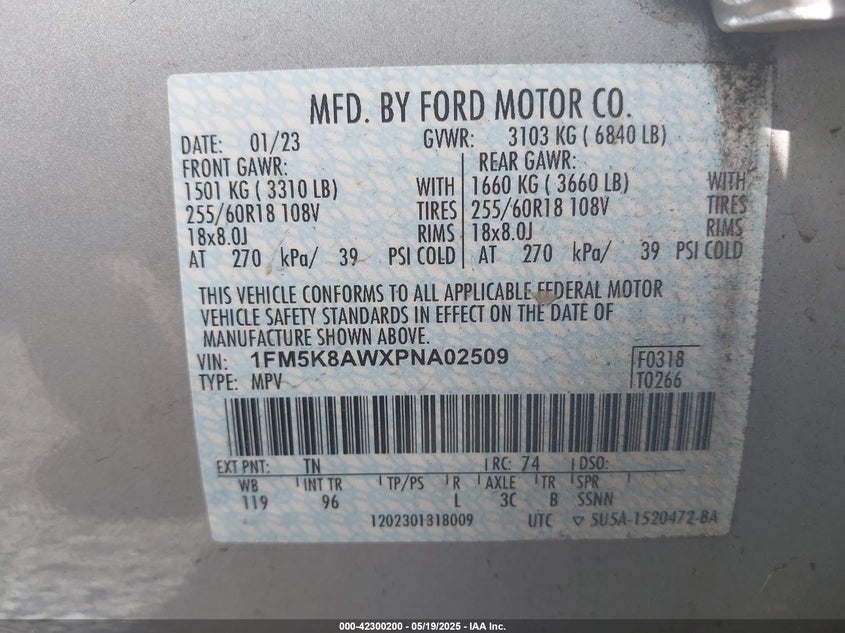 MFD. BY FORD MOTOR CO.
DATE: 01/23 GVWR: 3103 KG ( 6840 LB)
FRONT GAWR: REAR GAWR:
1501 KG ( 3310 LB) WITH 1660 KG ( 3660 LB) WITH
255/60R18 108V TIRES 255/60R18 108V TIRES
18x8.0J RIMS 18x8.0J RIMS
AT 270 kPa/ 39 PSI COLD AT 270 kPa/ 39 PSI COLD
THIS VEHICLE CONFORMS TO ALL APPLICABLE FEDERAL MOTOR
VEHICLE SAFETY STANDARDS IN EFFECT ON THE DATE OF
MANUFACTURE SHOWN ABOVE.
VIN: 1FM5K8AWXPNA02509 F0318
TYPE: MPV T0266
EXT PNT: TN RC: 74 DSO:
WB INT TR TP/PS R AXLE TR SPR
119 96 L 3C B SSNN
1202301318009 UTC ▽ 5U5A-1520472-BA
000-42300200 - 05/19/2025 - IAA Inc.